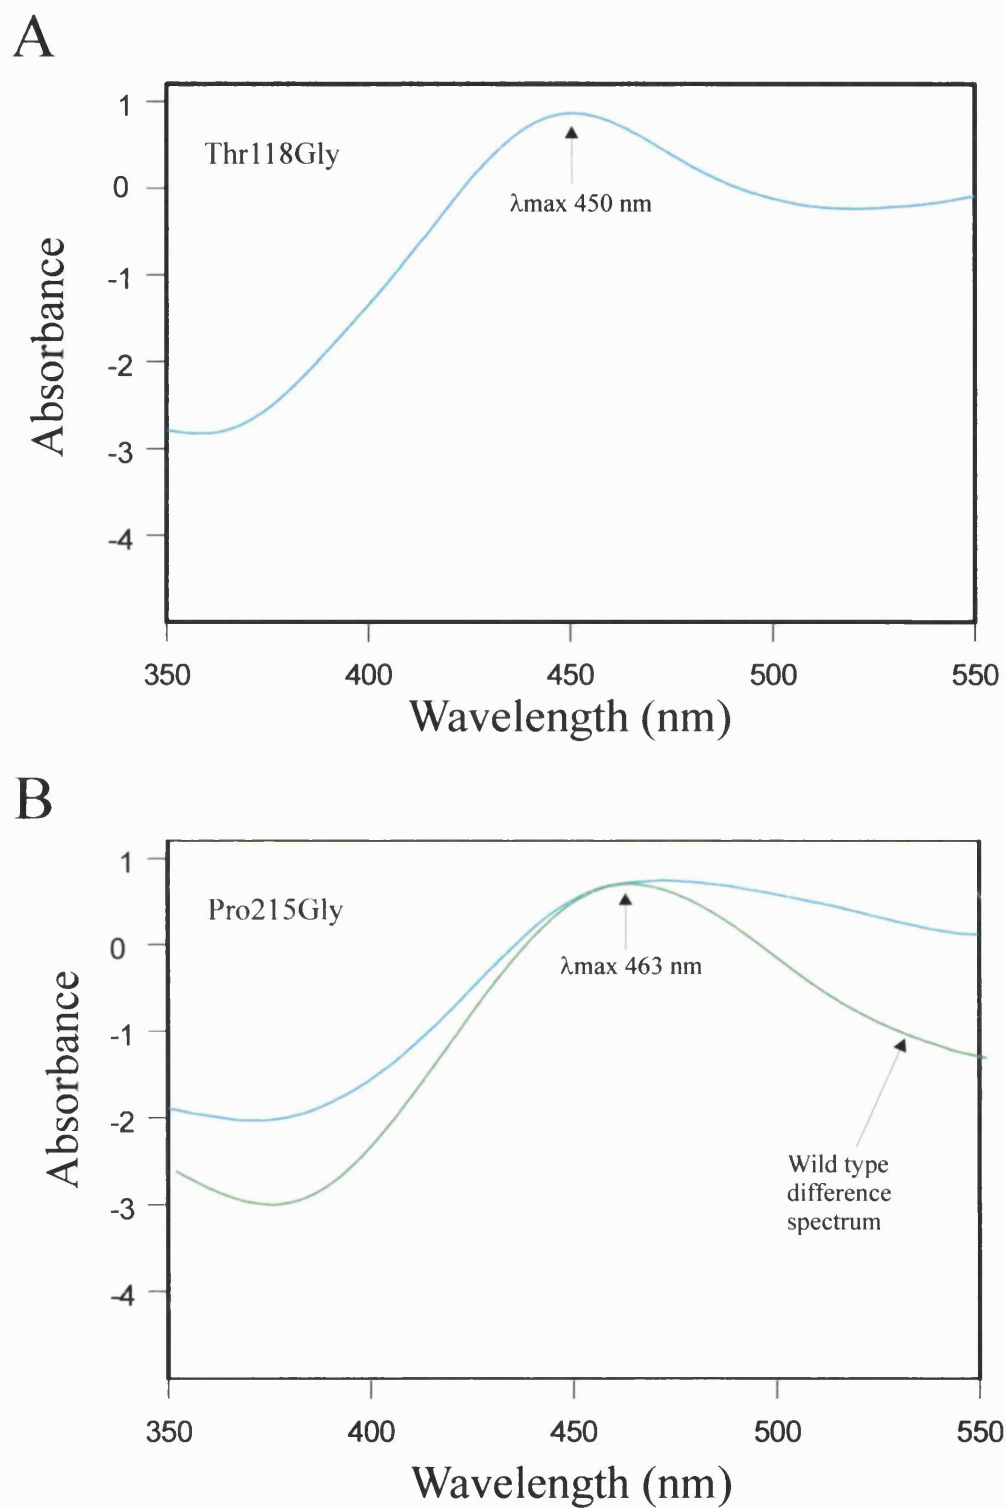 A
1
0
-1
-2
-3
-4
Thr118Gly
λmax 450 nm
Absorbance
350 400 450 500 550
Wavelength (nm)
B
1
0
-1
-2
-3
-4
Pro215Gly
λmax 463 nm
Wild type
difference
spectrum
Absorbance
350 400 450 500 550
Wavelength (nm)